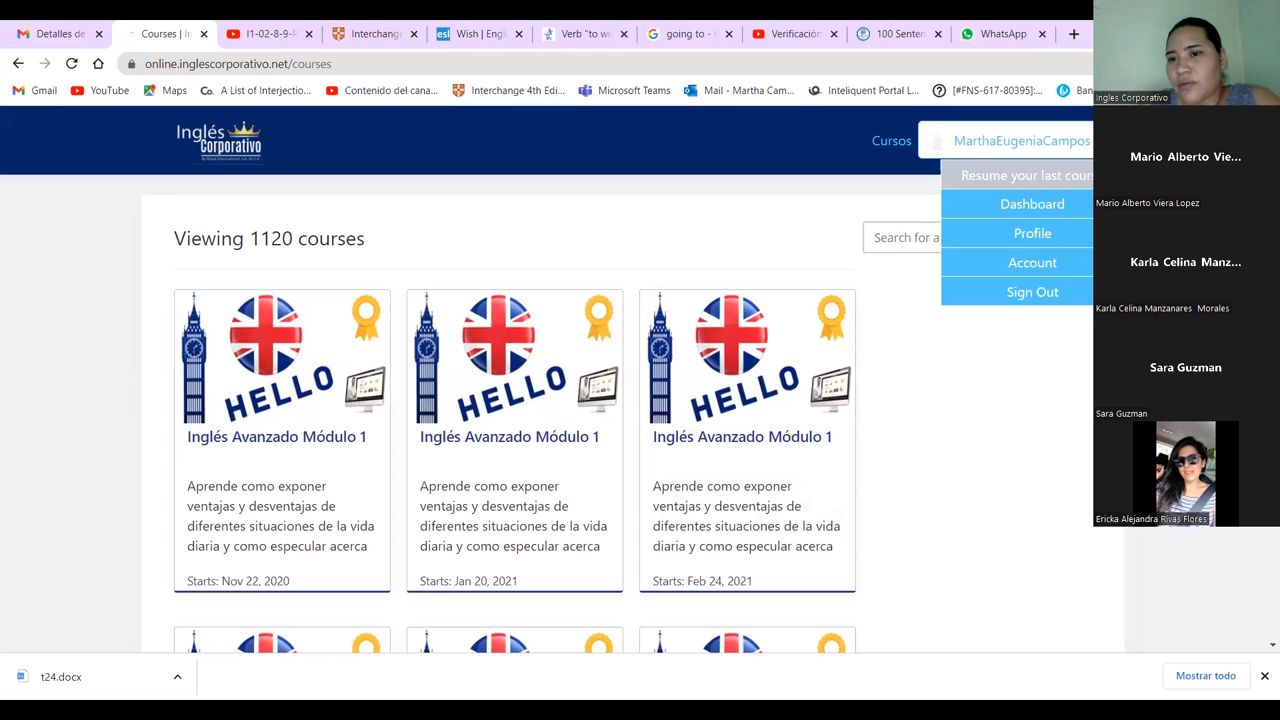 Detalles de
Courses | In
I1-02-8-9-P
Interchange
Wish | Engl
Verb "to wi
going to - G
Verificación
100 Senten
WhatsApp
online.inglescorporativo.net/courses
Gmail
YouTube
Maps
A List of Interjectio...
Contenido del cana...
Interchange 4th Edi...
Microsoft Teams
Mail - Martha Cam...
Inteliquent Portal L...
[#FNS-617-80395]:...
Ban
Inglés
Corporativo
Cursos
MarthaEugeniaCampos
Resume your last cours
Dashboard
Profile
Account
Sign Out
Viewing 1120 courses
Search for a
HELLO
Inglés Avanzado Módulo 1
Aprende como exponer
ventajas y desventajas de
diferentes situaciones de la vida
diaria y como especular acerca
Starts: Nov 22, 2020
HELLO
Inglés Avanzado Módulo 1
Aprende como exponer
ventajas y desventajas de
diferentes situaciones de la vida
diaria y como especular acerca
Starts: Jan 20, 2021
HELLO
Inglés Avanzado Módulo 1
Aprende como exponer
ventajas y desventajas de
diferentes situaciones de la vida
diaria y como especular acerca
Starts: Feb 24, 2021
t24.docx
Mostrar todo
Ingles Corporativo
Mario Alberto Vie...
Mario Alberto Viera Lopez
Karla Celina Manz...
Karla Celina Manzanares Morales
Sara Guzman
Sara Guzman
Ericka Alejandra Rivas Flores